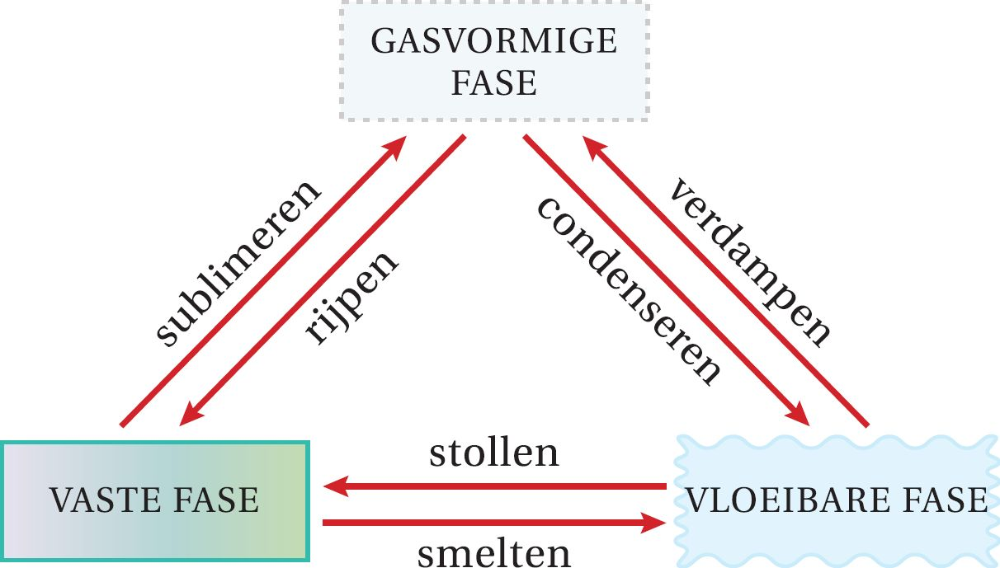 GASVORMIGE
FASE
sublimeren
rijpen
condenseren
verdampen
stollen
VASTE FASE
VLOEIBARE FASE
smelten